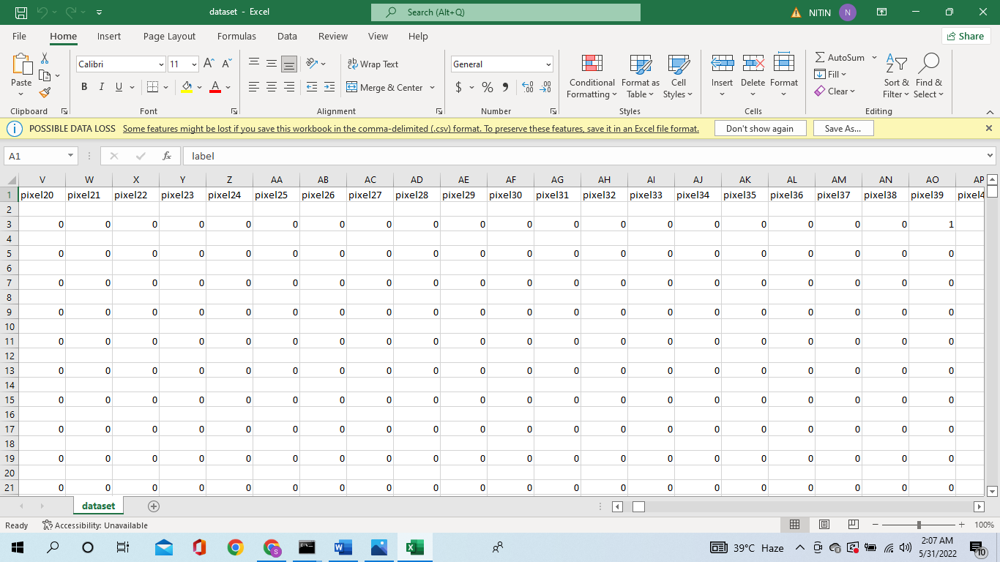 dataset - Excel
Search (Alt+Q)
NITIN
N
File Home Insert Page Layout Formulas Data Review View Help
Share
Calibri 11
Wrap Text
General
AutoSum
Fill
Clear
Paste
B I U
A
Merge & Center
$ % 9
Conditional Formatting
Format as Table
Cell Styles
Insert Delete Format
Sort & Filter
Find & Select
Clipboard Font Alignment Number Styles Cells Editing
POSSIBLE DATA LOSS Some features might be lost if you save this workbook in the comma-delimited (.csv) format. To preserve these features, save it in an Excel file format. Don't show again Save As...
A1 fx label
V W X Y Z AA AB AC AD AE AF AG AH AI AJ AK AL AM AN AO AP
1 pixel20 pixel21 pixel22 pixel23 pixel24 pixel25 pixel26 pixel27 pixel28 pixel29 pixel30 pixel31 pixel32 pixel33 pixel34 pixel35 pixel36 pixel37 pixel38 pixel39 pixel4
2
3 0 0 0 0 0 0 0 0 0 0 0 0 0 0 0 0 0 0 0 1
4
5 0 0 0 0 0 0 0 0 0 0 0 0 0 0 0 0 0 0 0 0
6
7 0 0 0 0 0 0 0 0 0 0 0 0 0 0 0 0 0 0 0 0
8
9 0 0 0 0 0 0 0 0 0 0 0 0 0 0 0 0 0 0 0 0
10
11 0 0 0 0 0 0 0 0 0 0 0 0 0 0 0 0 0 0 0 0
12
13 0 0 0 0 0 0 0 0 0 0 0 0 0 0 0 0 0 0 0 0
14
15 0 0 0 0 0 0 0 0 0 0 0 0 0 0 0 0 0 0 0 0
16
17 0 0 0 0 0 0 0 0 0 0 0 0 0 0 0 0 0 0 0 0
18
19 0 0 0 0 0 0 0 0 0 0 0 0 0 0 0 0 0 0 0 0
20
21 0 0 0 0 0 0 0 0 0 0 0 0 0 0 0 0 0 0 0 0
dataset
Ready Accessibility: Unavailable 100%
39°C Haze
2:07 AM
5/31/2022
10